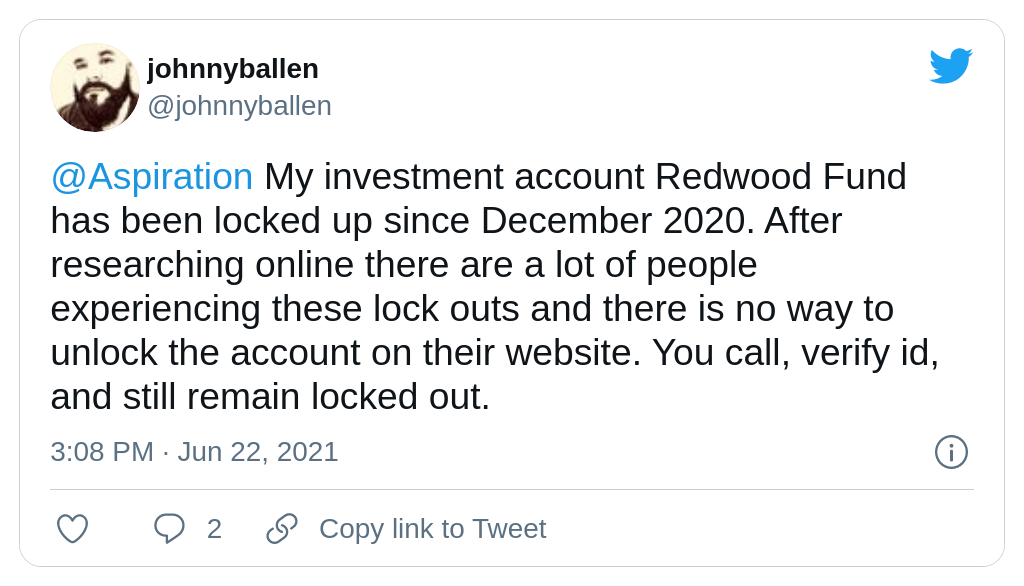 johnnyballen
@johnnyballen
@Aspiration My investment account Redwood Fund
has been locked up since December 2020. After
researching online there are a lot of people
experiencing these lock outs and there is no way to
unlock the account on their website. You call, verify id,
and still remain locked out.
3:08 PM · Jun 22, 2021
2 Copy link to Tweet